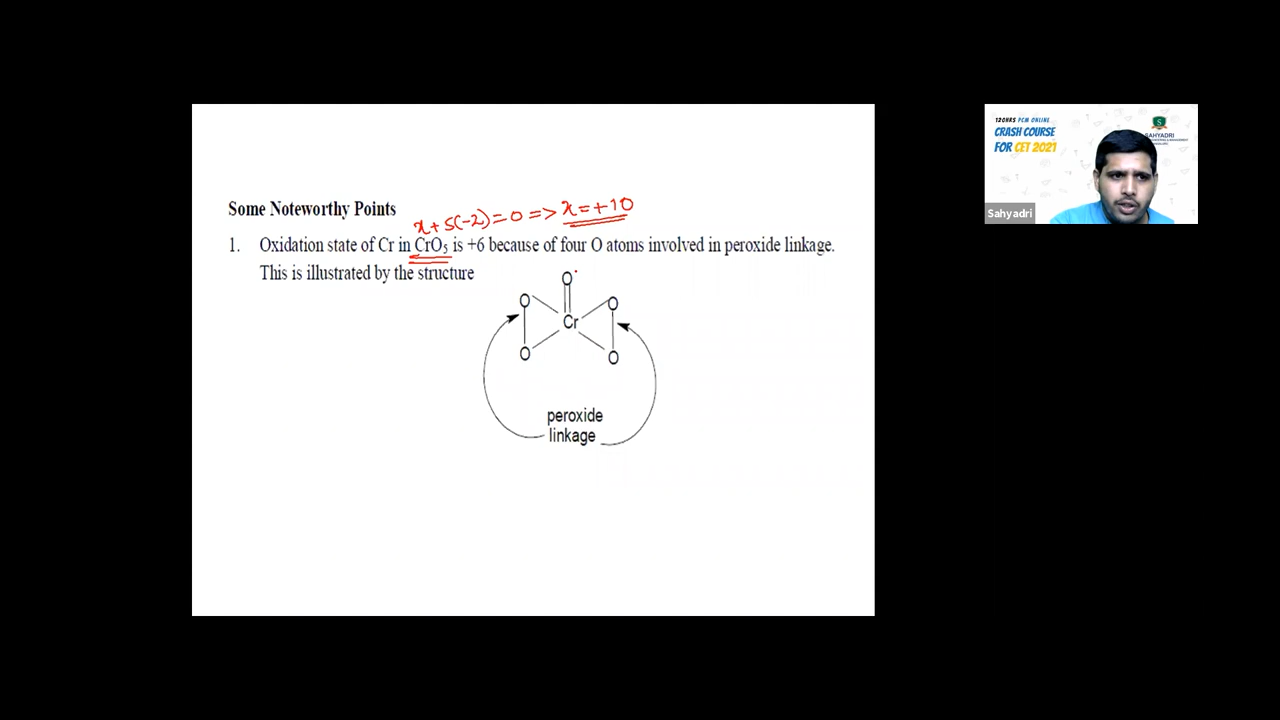 Some Noteworthy Points
x+5(-2)=0 => x=+10
1. Oxidation state of Cr in CrO₅ is +6 because of four O atoms involved in peroxide linkage.
This is illustrated by the structure
O
O O
Cr
O O
peroxide
linkage
120HRS PCM ONLINE
CRASH COURSE
FOR CET 2021
S
SAHYADRI
Sahyadri